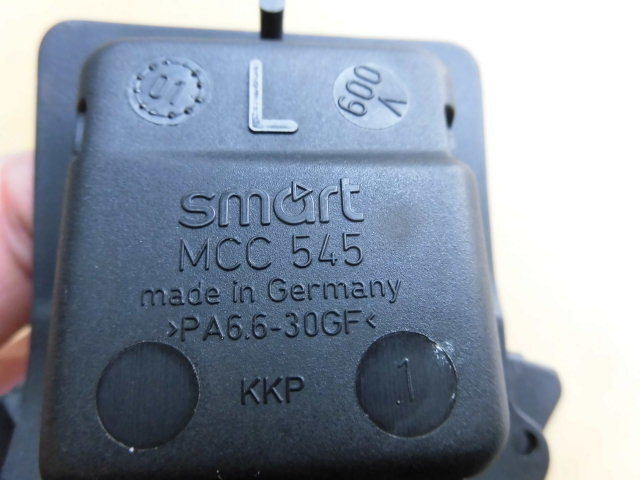 01 L V 009
smart
MCC 545
made in Germany
>PA6.6-30GF<
KKP 1